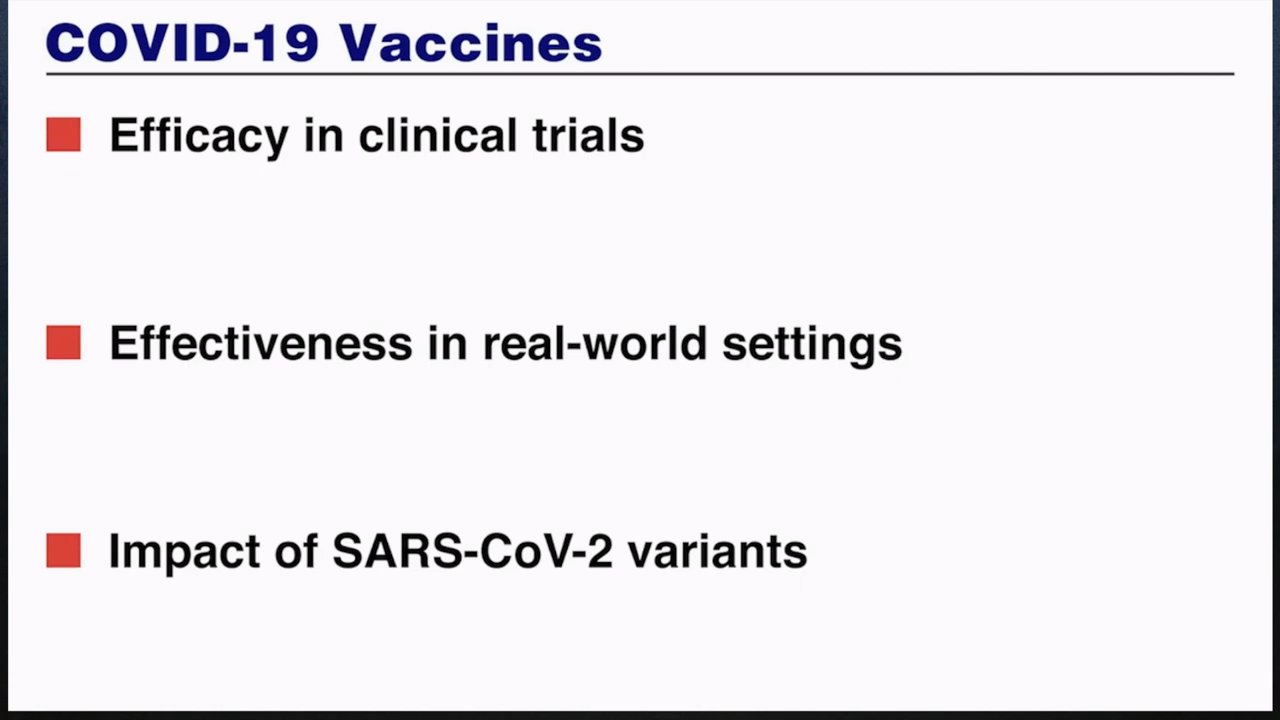 COVID-19 Vaccines
Efficacy in clinical trials
Effectiveness in real-world settings
Impact of SARS-CoV-2 variants